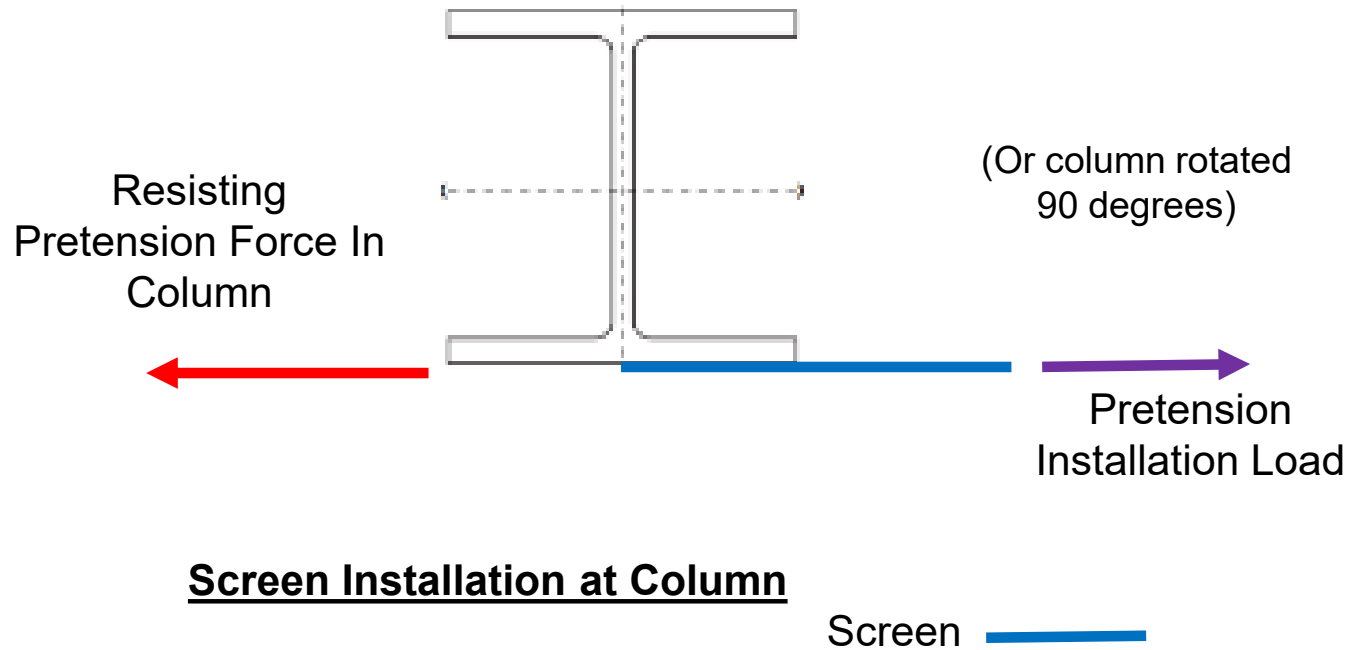 (Or column rotated
90 degrees)
Resisting
Pretension Force In
Column
Pretension
Installation Load
Screen Installation at Column
Screen